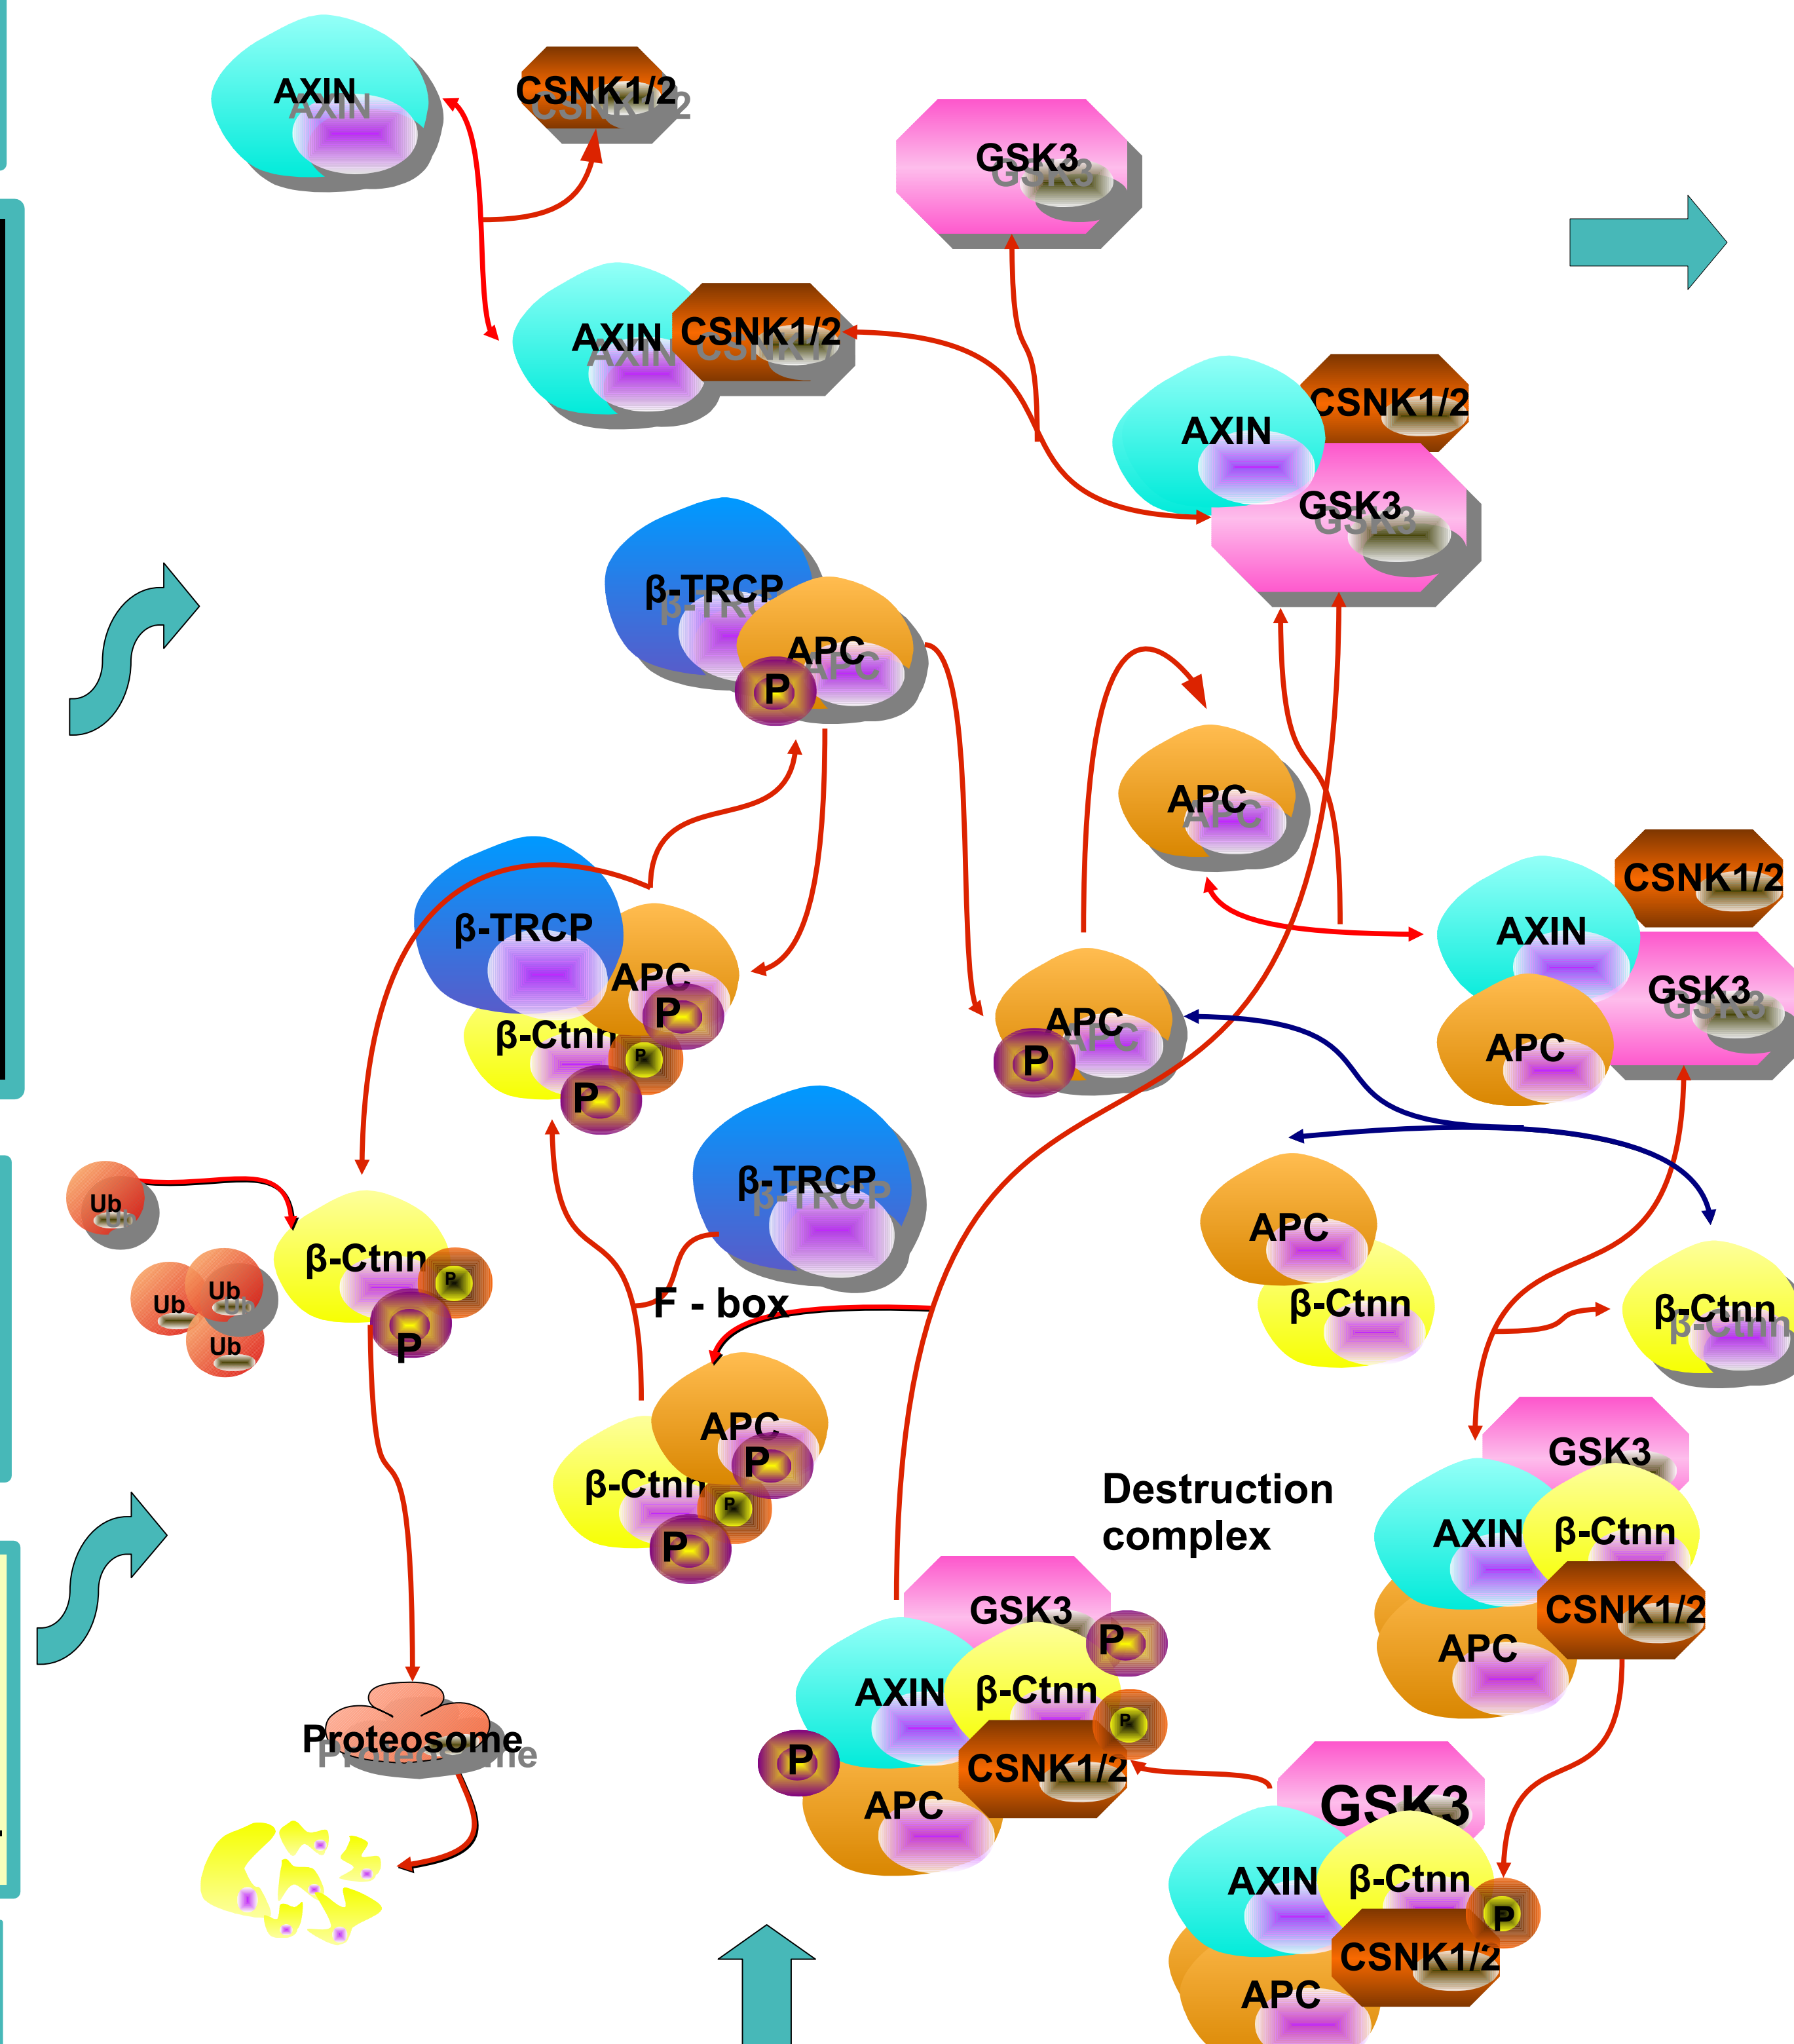 AXIN
CSNK1/2
GSK3
AXIN
CSNK1/2
AXIN
CSNK1/2
GSK3
β-TRCP
APC
P
APC
β-TRCP
APC
P
β-Ctnn
P
P
APC
P
AXIN
CSNK1/2
GSK3
APC
β-TRCP
F - box
Ub
Ub
Ub
Ub
β-Ctnn
P
P
APC
β-Ctnn
β-Ctnn
APC
P
β-Ctnn
P
P
Destruction
complex
GSK3
AXIN
β-Ctnn
CSNK1/2
APC
GSK3
P
AXIN
β-Ctnn
P
P
CSNK1/2
APC
Proteosome
GSK3
AXIN
β-Ctnn
P
CSNK1/2
APC